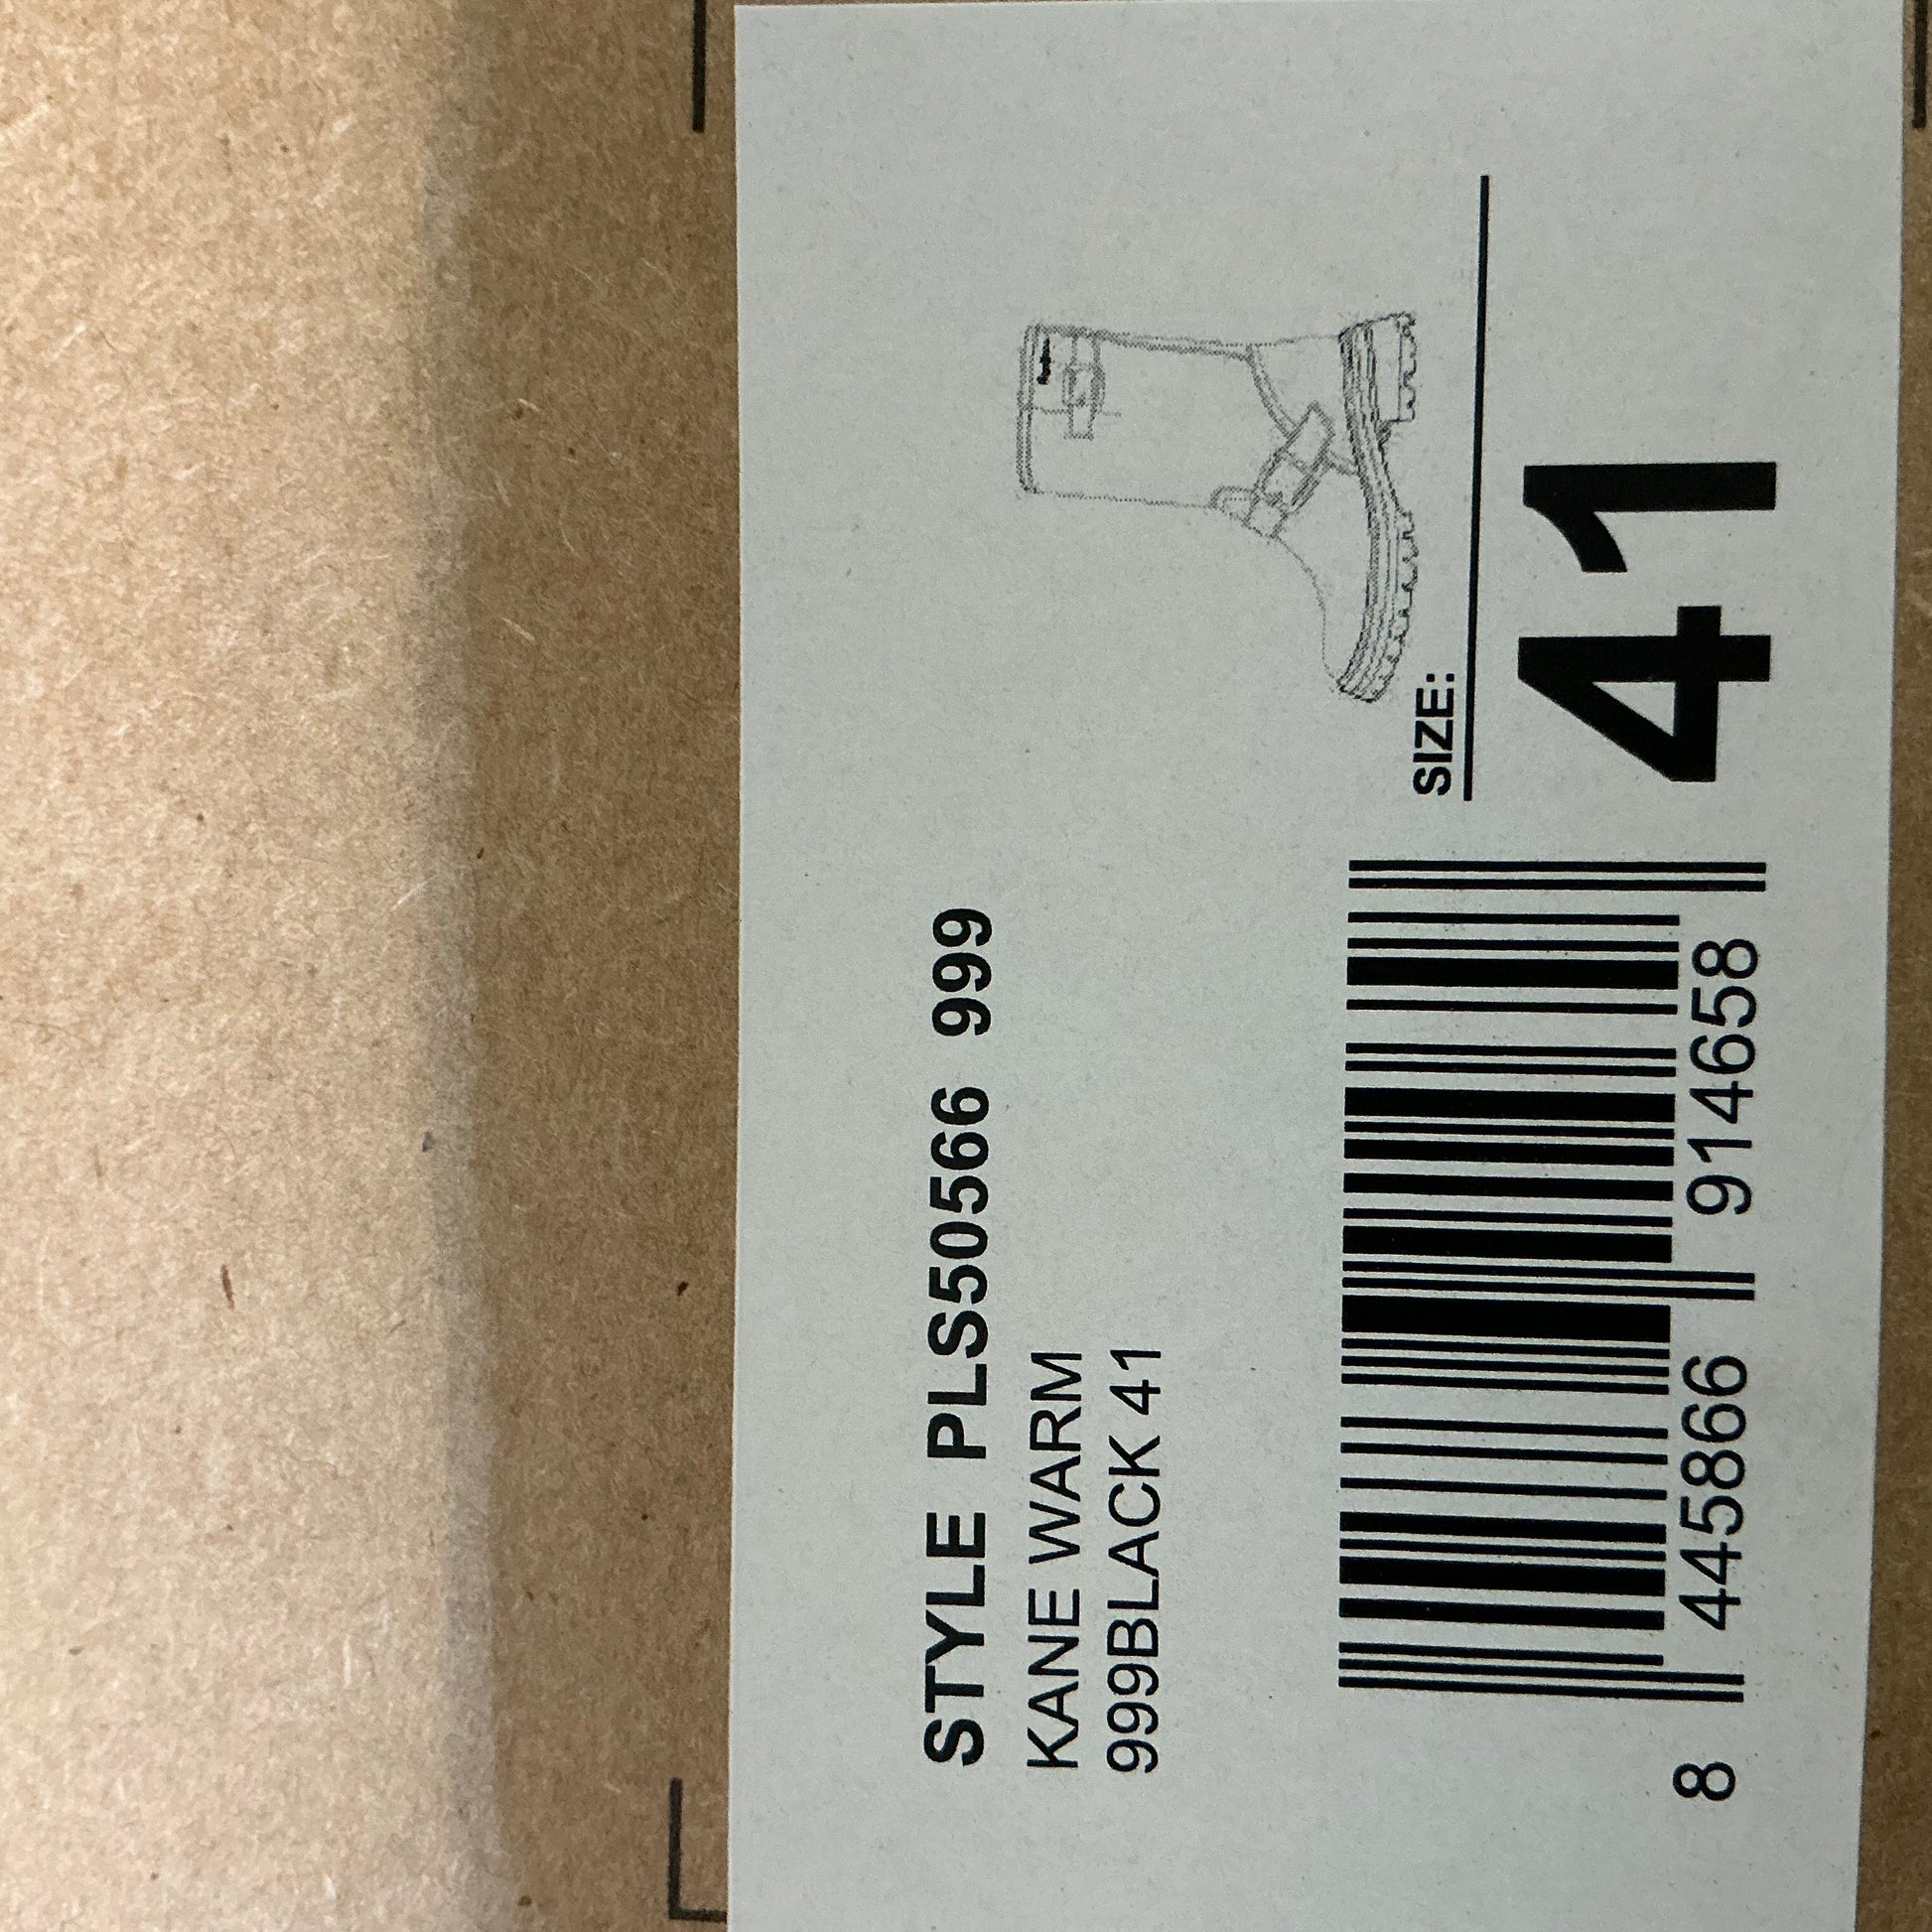 STYLE PLS50566 999
KANE WARM
999BLACK 41
SIZE:
41
8 445866 914658